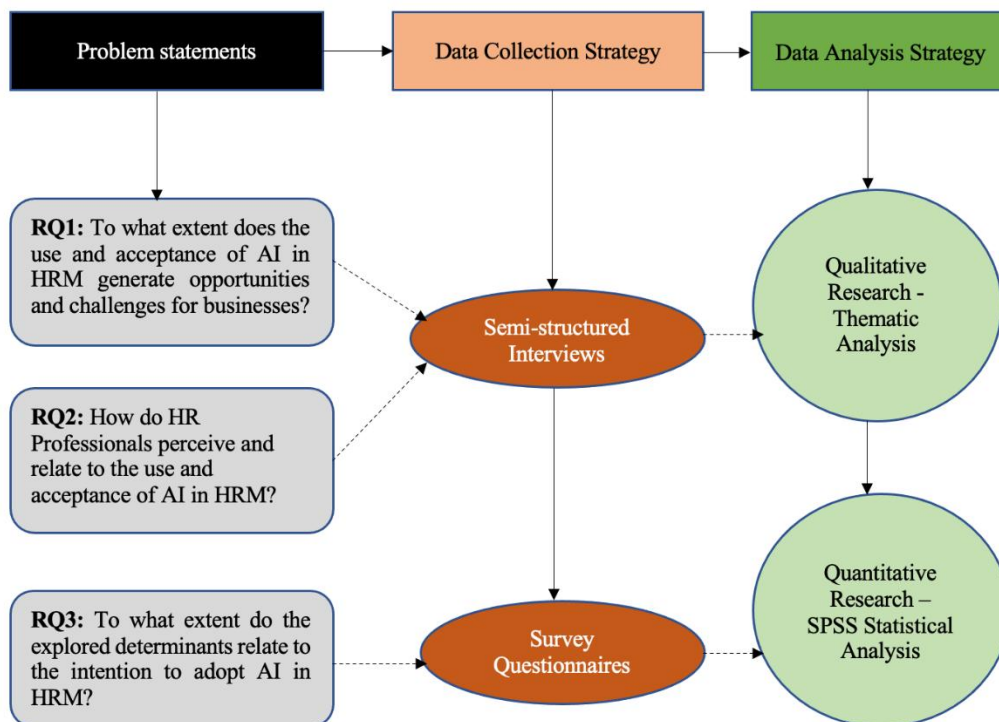 Problem statements
Data Collection Strategy
Data Analysis Strategy
RQ1: To what extent does the
use and acceptance of AI in
HRM generate opportunities
and challenges for businesses?
Semi-structured
Interviews
Qualitative
Research -
Thematic
Analysis
RQ2: How do HR
Professionals perceive and
relate to the use and
acceptance of AI in HRM?
RQ3: To what extent do the
explored determinants relate to
the intention to adopt AI in
HRM?
Survey
Questionnaires
Quantitative
Research –
SPSS Statistical
Analysis